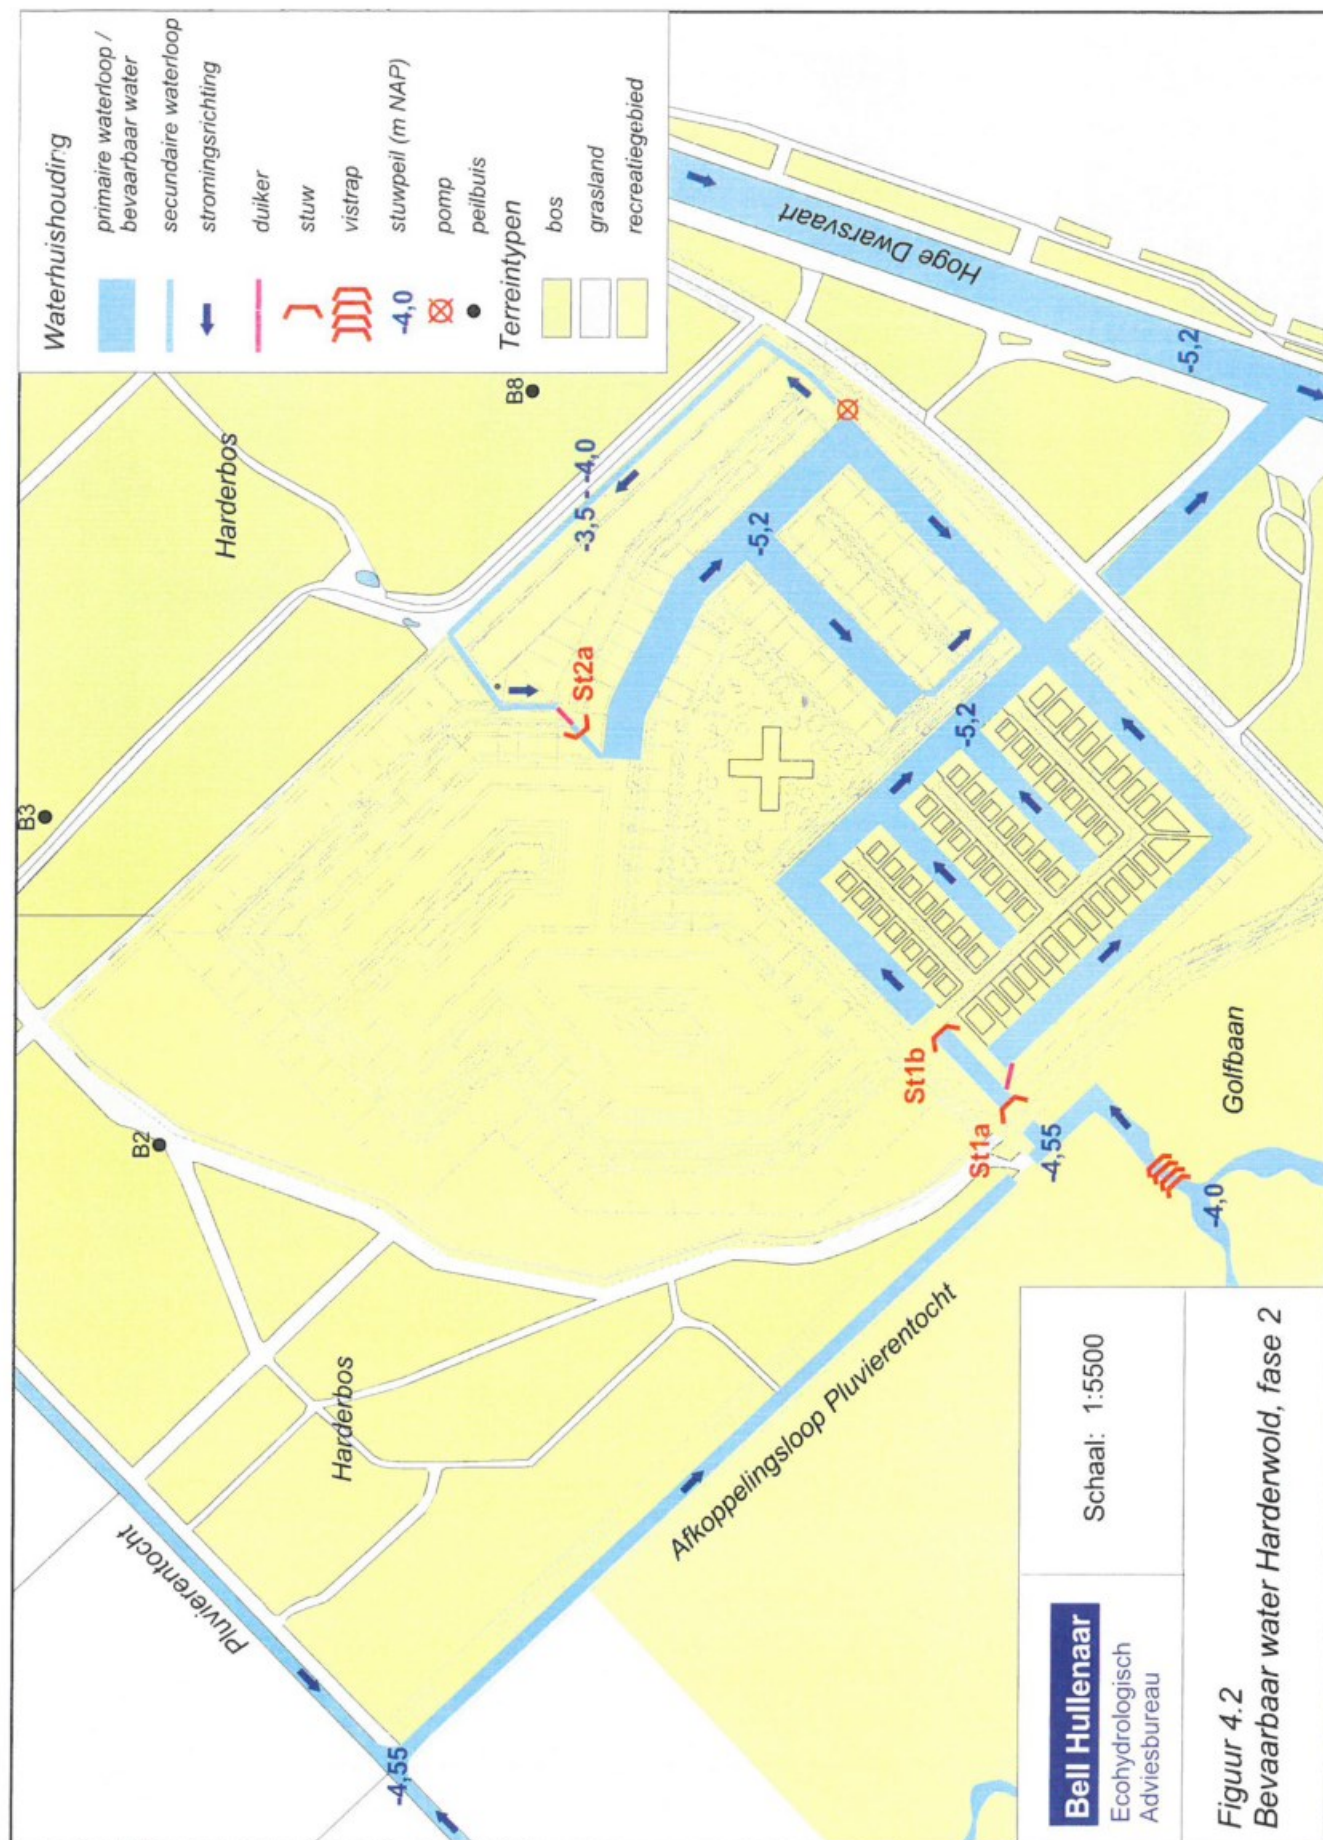 Waterhuishouding
primaire waterloop /
bevaarbaar water
secundaire waterloop
stromingsrichting
duiker
stuw
vistrap
-4,0
stuwpeil (m NAP)
pomp
peilbuis
Terreintypen
bos
grasland
recreatiegebied
Harderbos
B8
B3
B2
Hoge Dwarsvaart
-5,2
-3,5 - -4,0
-5,2
St2a
-5,2
St1b
St1a
-4,55
-4,0
Golfbaan
Harderbos
Pluvierentocht
Afkoppelingsloop Pluvierentocht
-4,55
Bell Hullenaar
Ecohydrologisch
Adviesbureau
Schaal: 1:5500
Figuur 4.2
Bevaarbaar water Harderwold, fase 2